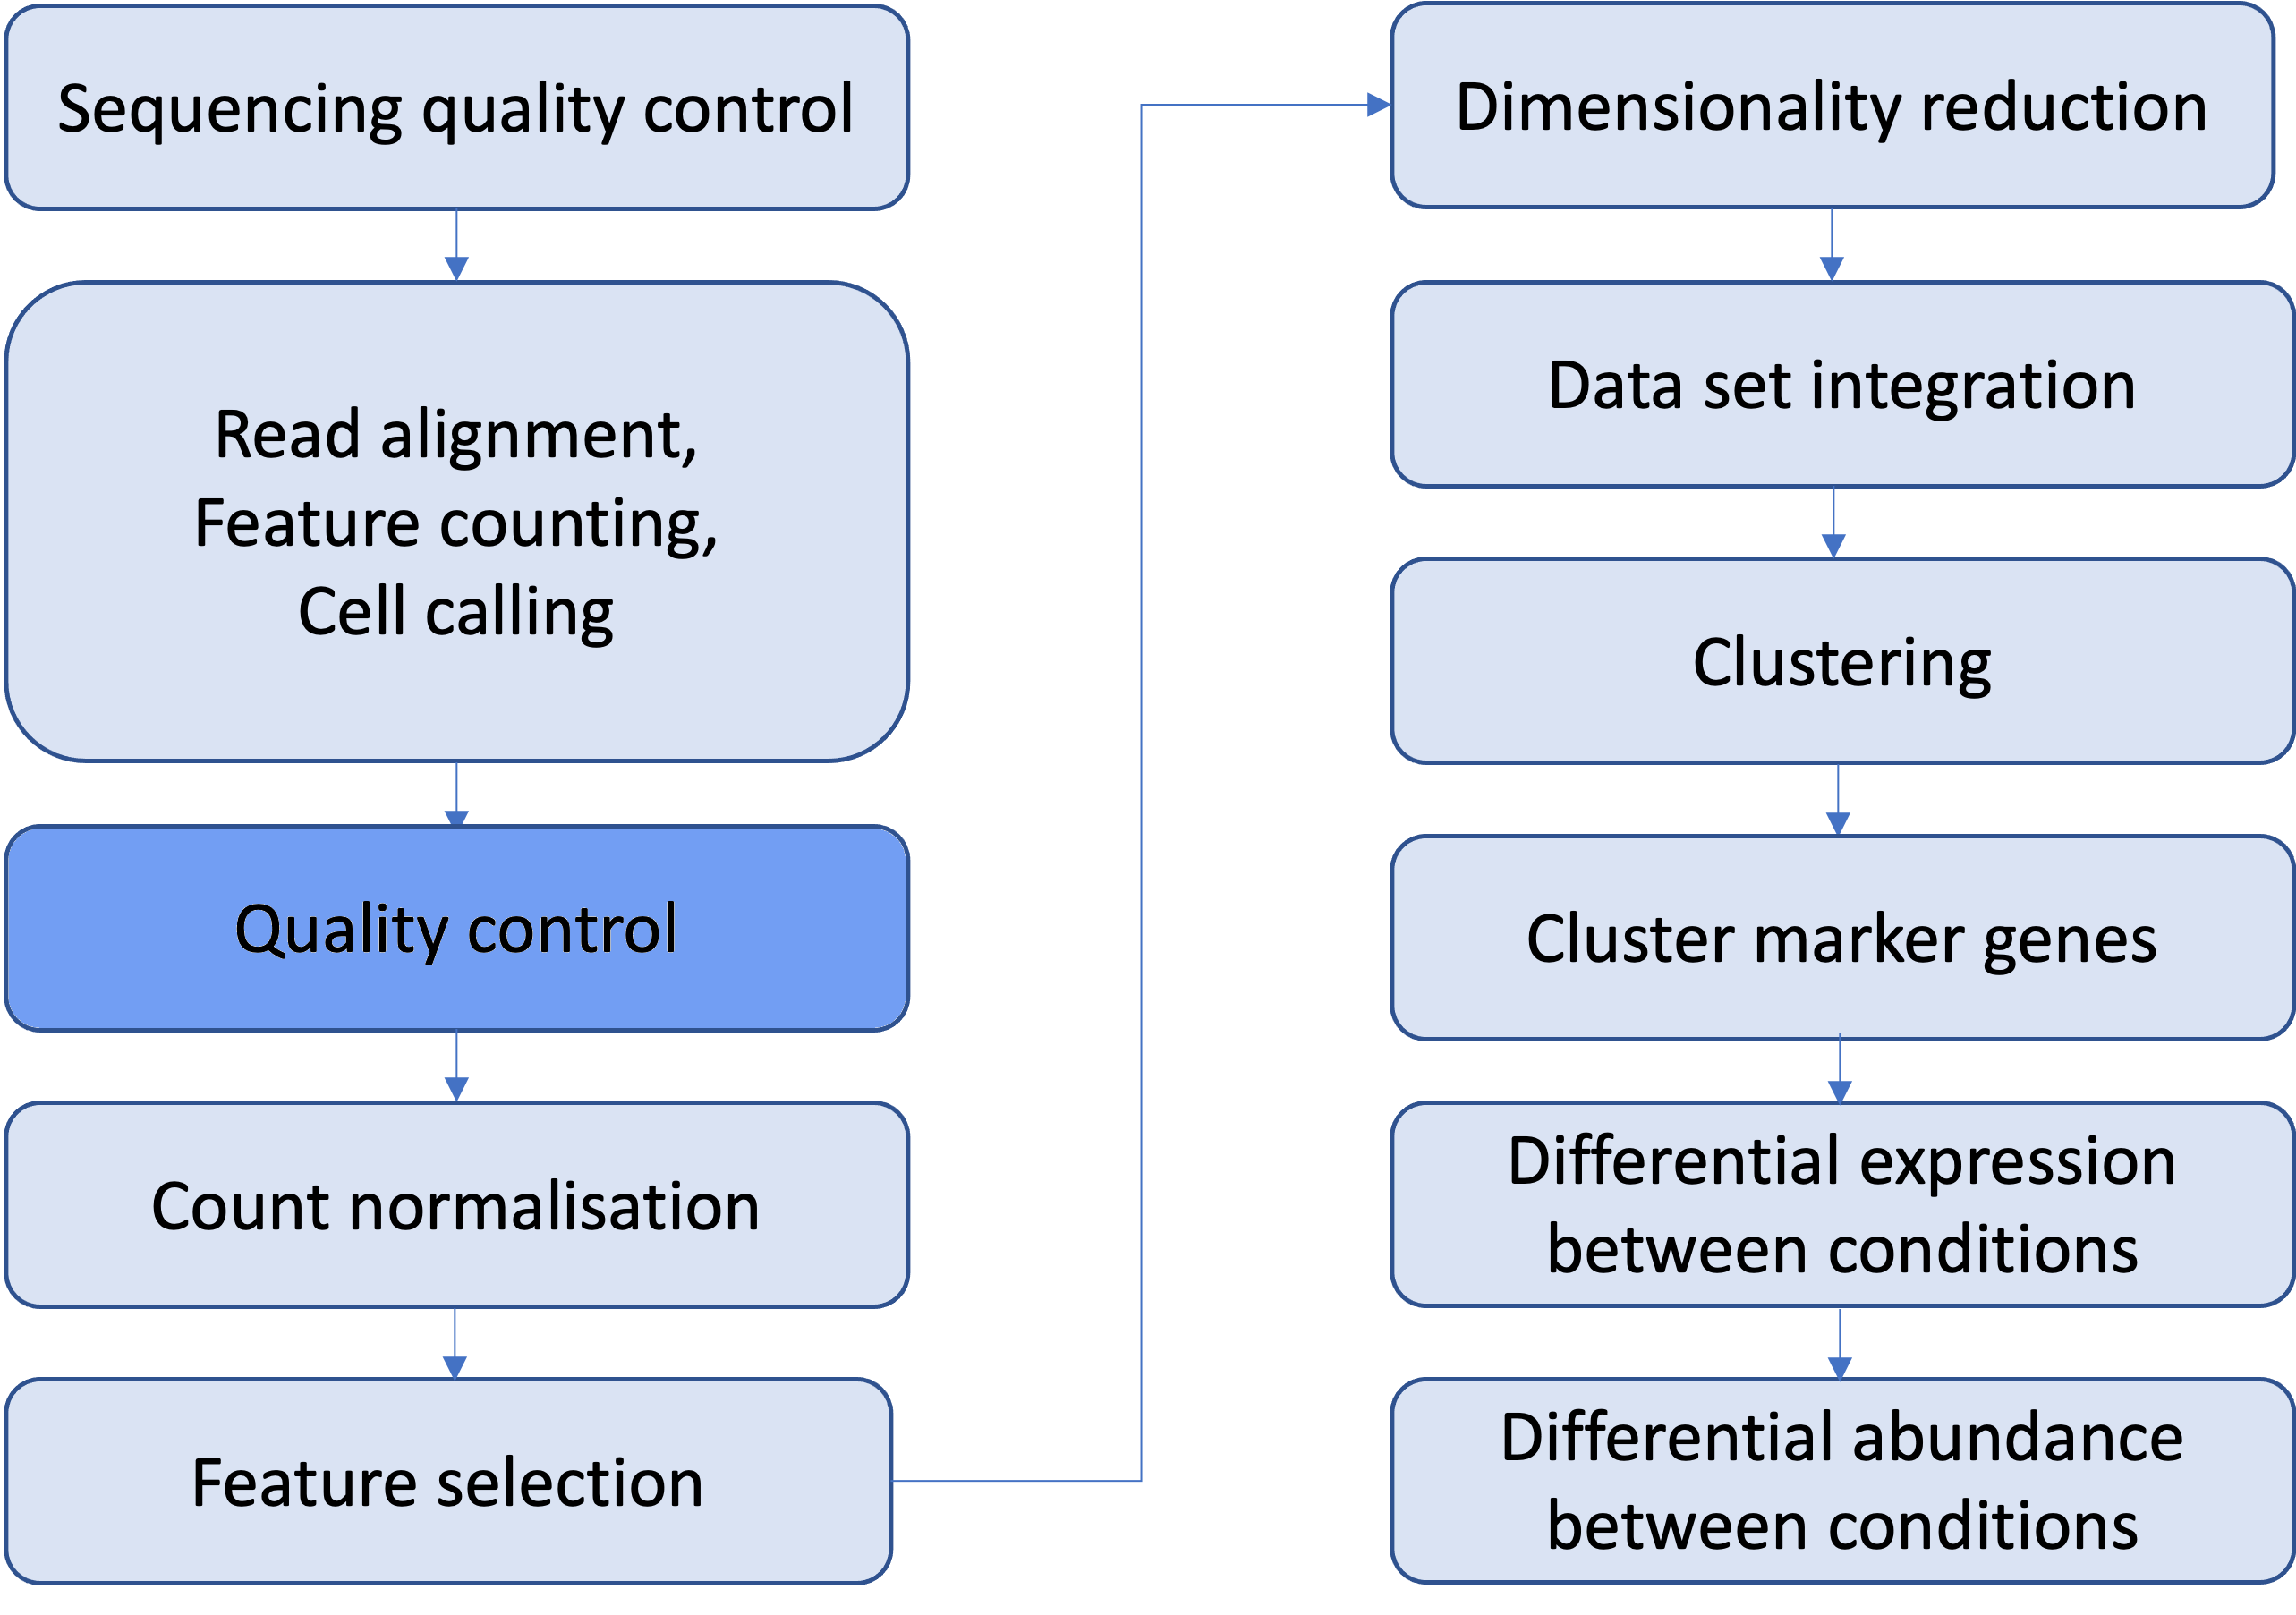 Sequencing quality control
Read alignment,
Feature counting,
Cell calling
Quality control
Count normalisation
Feature selection
Dimensionality reduction
Data set integration
Clustering
Cluster marker genes
Differential expression
between conditions
Differential abundance
between conditions